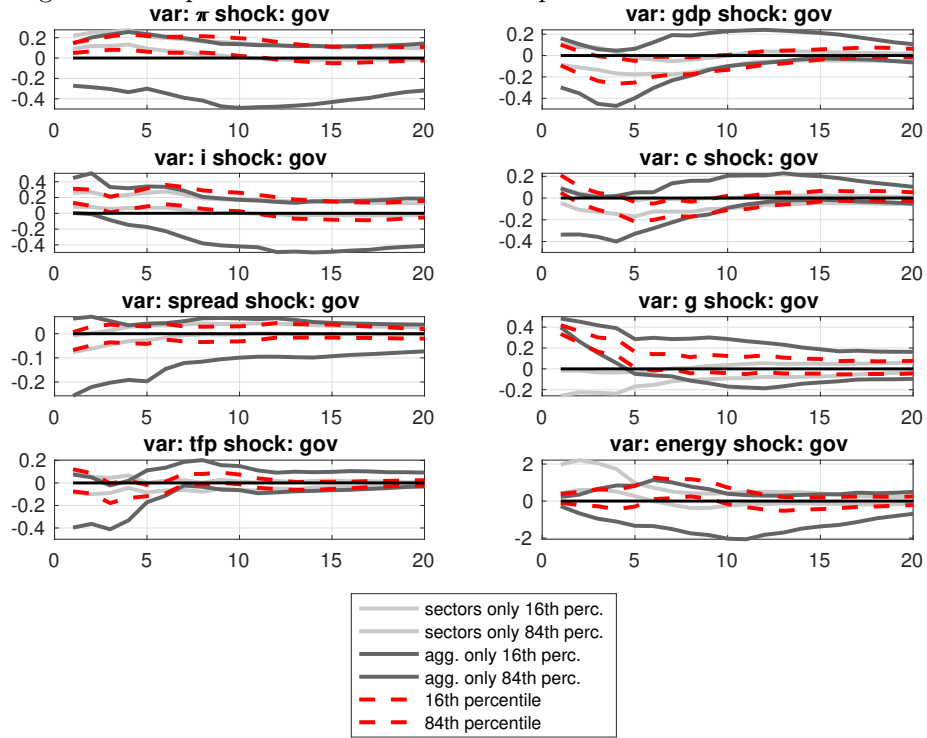 var: π shock: gov
var: gdp shock: gov
0.2
0
-0.4
0 5 10 15 20
0.2
0
-0.4
0 5 10 15 20
var: i shock: gov
var: c shock: gov
0.4
0.2
0
-0.2
-0.4
0 5 10 15 20
0.2
0
-0.4
0 5 10 15 20
var: spread shock: gov
var: g shock: gov
0
-0.1
-0.2
0 5 10 15 20
0.4
0.2
0
-0.2
0 5 10 15 20
var: tfp shock: gov
var: energy shock: gov
0.2
0
-0.2
-0.4
0 5 10 15 20
2
0
-2
0 5 10 15 20
sectors only 16th perc.
sectors only 84th perc.
agg. only 16th perc.
agg. only 84th perc.
16th percentile
84th percentile